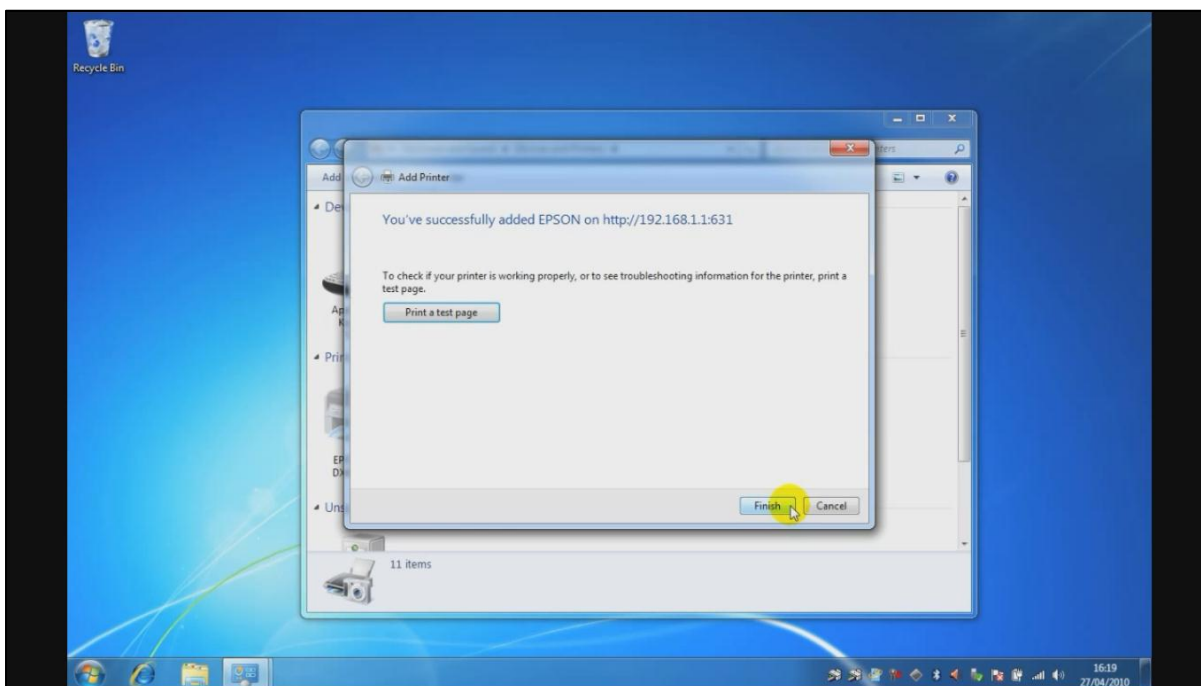 Recycle Bin
Add
Add Printer
You've successfully added EPSON on http://192.168.1.1:631
To check if your printer is working properly, or to see troubleshooting information for the printer, print a
test page.
Print a test page
Finish
Cancel
11 items
16:19
27/04/2010